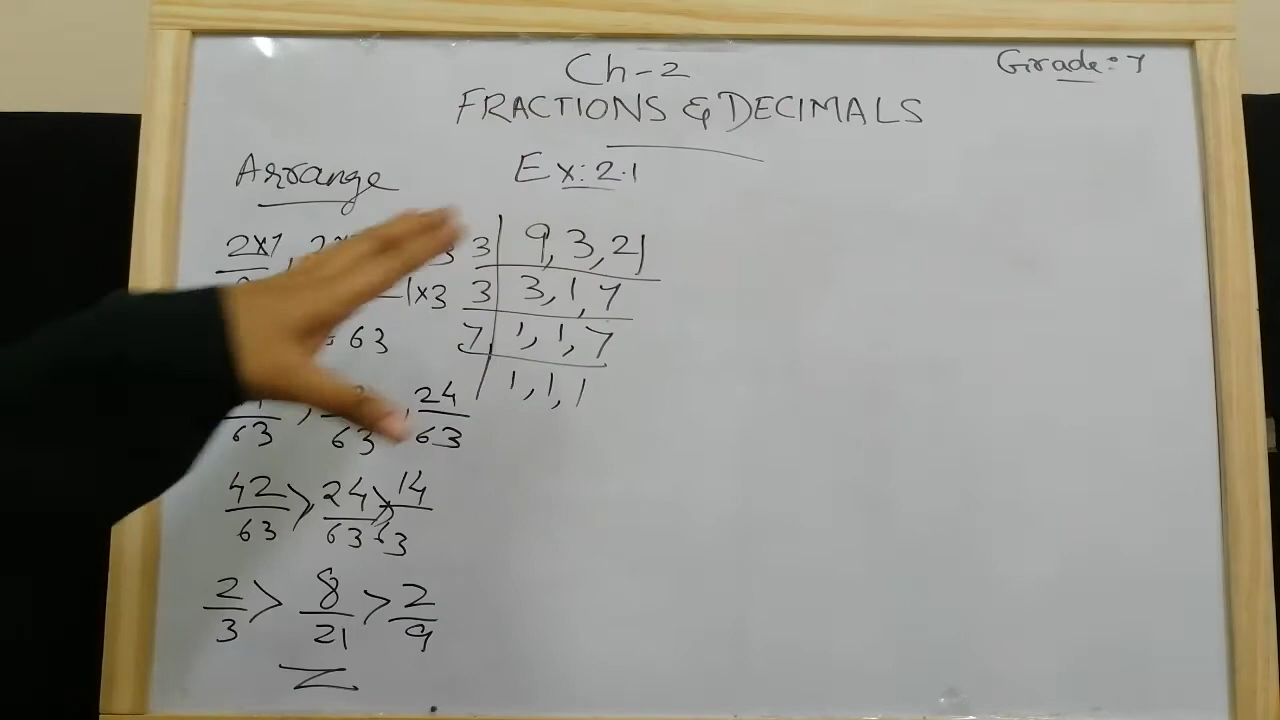 Ch-2
Grade: 7
FRACTIONS & DECIMALS
Arrange
Ex: 2.1
2x7, 3
3 | 9, 3, 21
1x3
3 | 3, 1, 7
= 63
7 | 1, 1, 7
1, 1, 1
/63, /63, 24/63
42/63 > 24/63 > 14/63
2/3 > 8/21 > 2/9